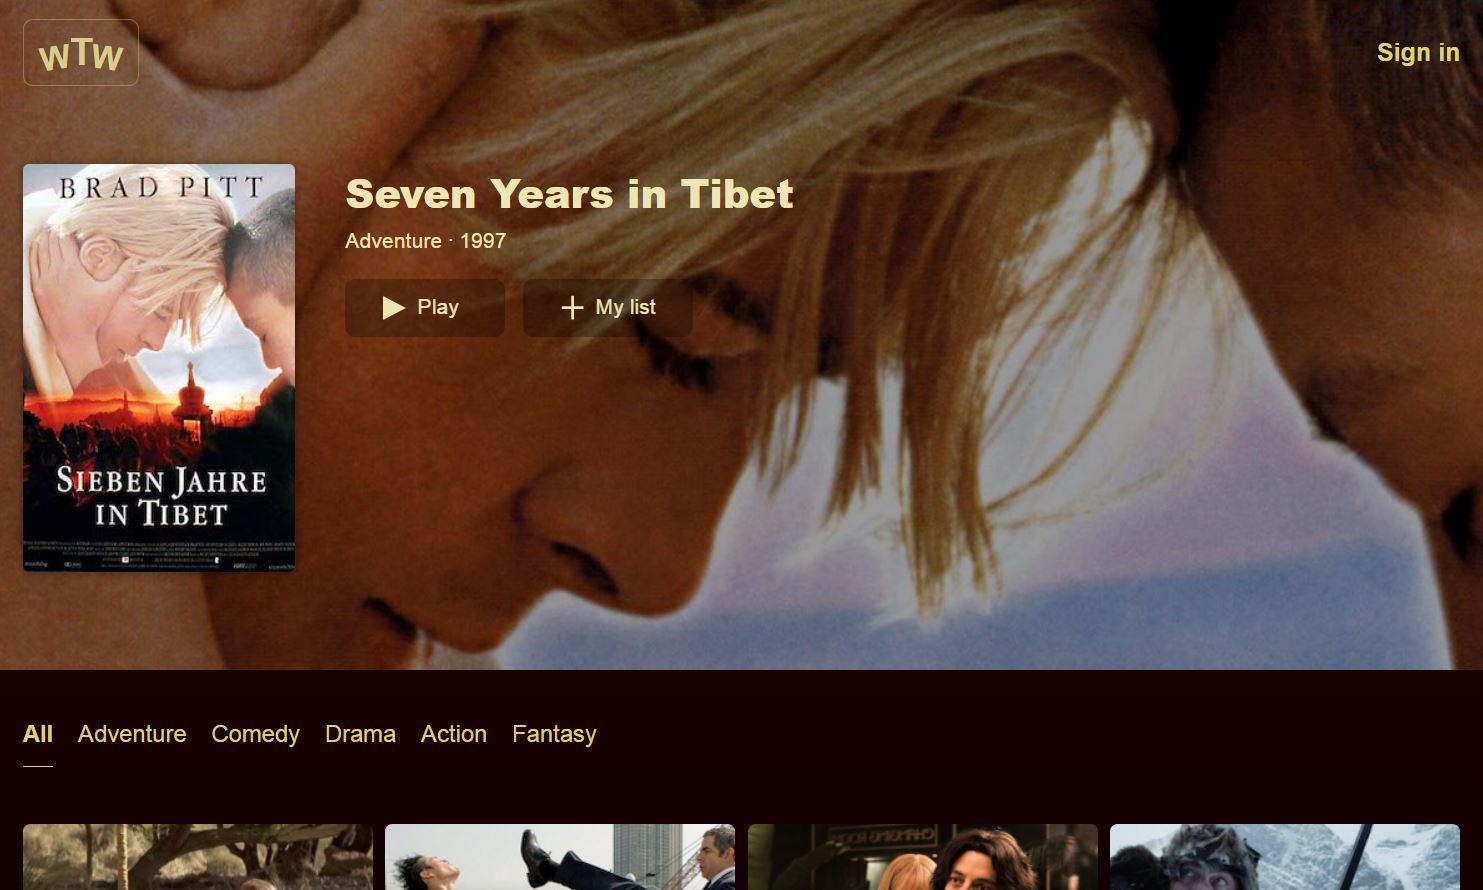 WTW
Sign in
BRAD PITT
SIEBEN JAHRE
IN TIBET
Seven Years in Tibet
Adventure · 1997
Play
My list
All Adventure Comedy Drama Action Fantasy